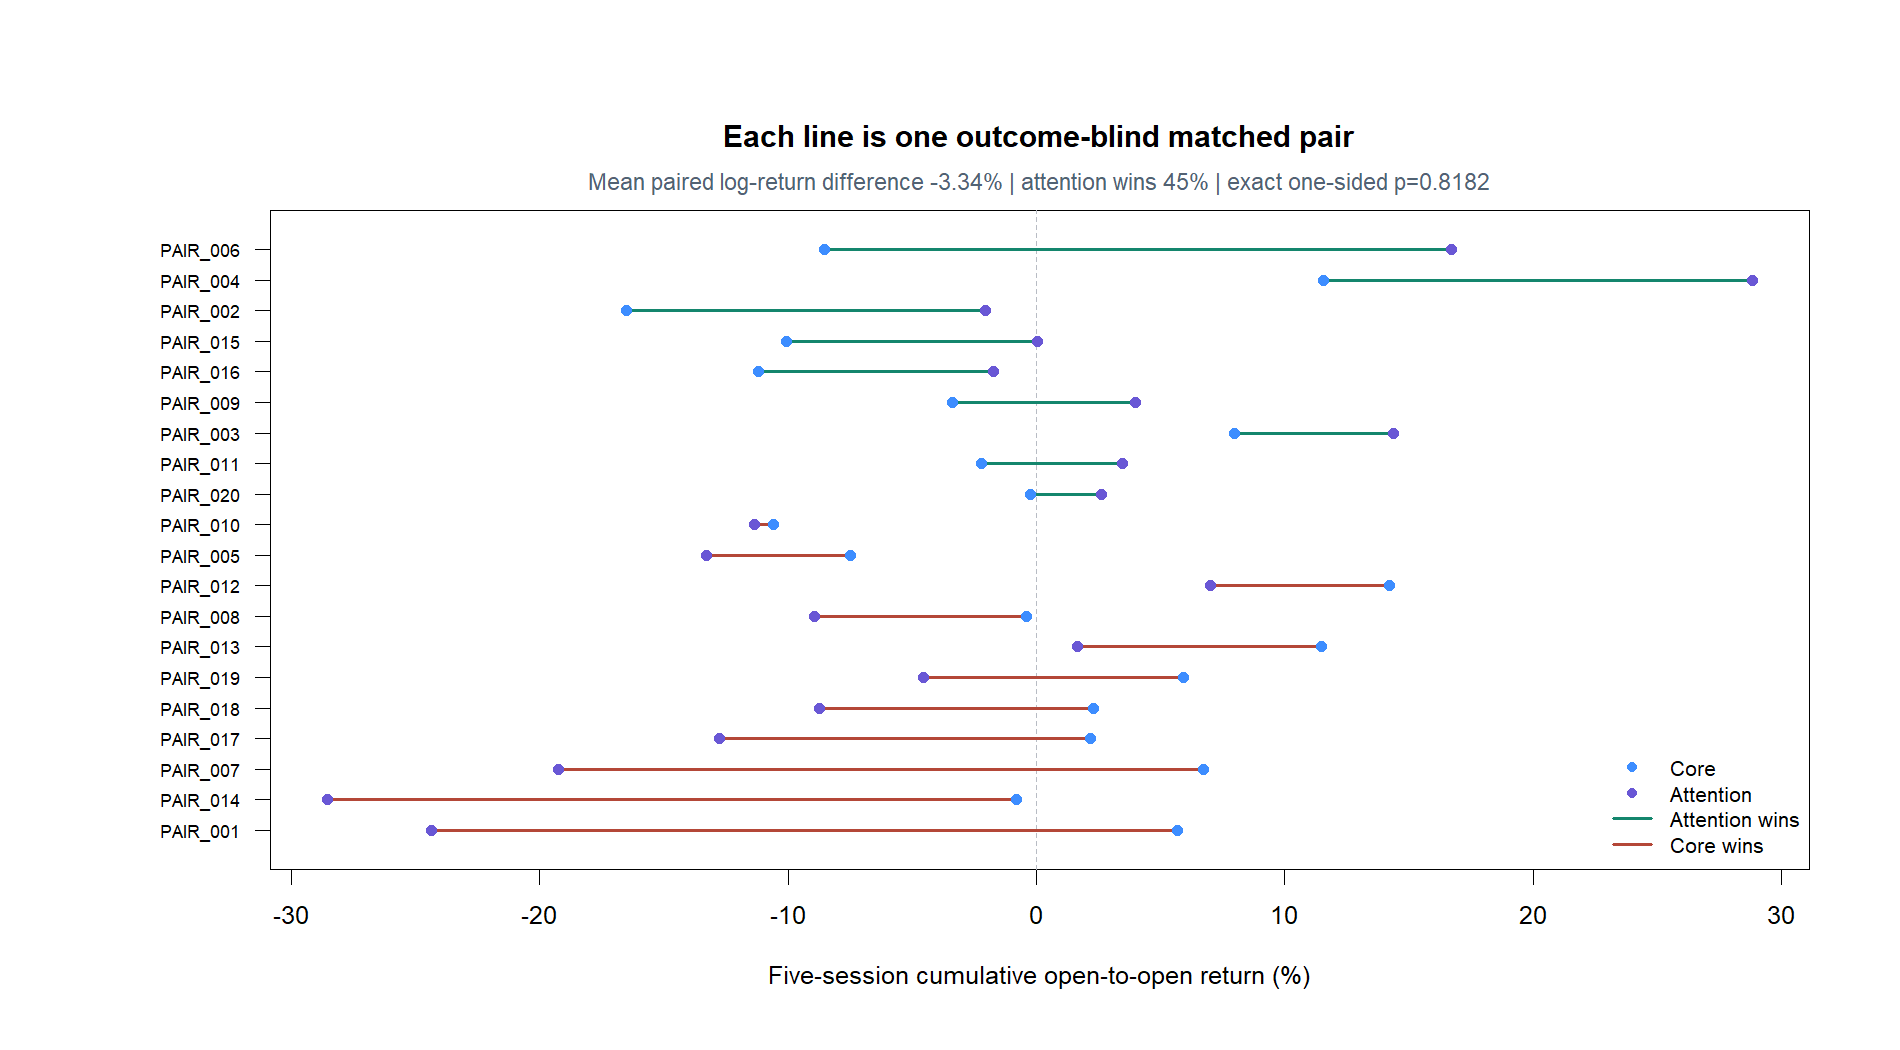 Each line is one outcome-blind matched pair
Mean paired log-return difference -3.34% | attention wins 45% | exact one-sided p=0.8182
PAIR_006
PAIR_004
PAIR_002
PAIR_015
PAIR_016
PAIR_009
PAIR_003
PAIR_011
PAIR_020
PAIR_010
PAIR_005
PAIR_012
PAIR_008
PAIR_013
PAIR_019
PAIR_018
PAIR_017
PAIR_007
PAIR_014
PAIR_001
Core
Attention
Attention wins
Core wins
-30 -20 -10 0 10 20 30
Five-session cumulative open-to-open return (%)